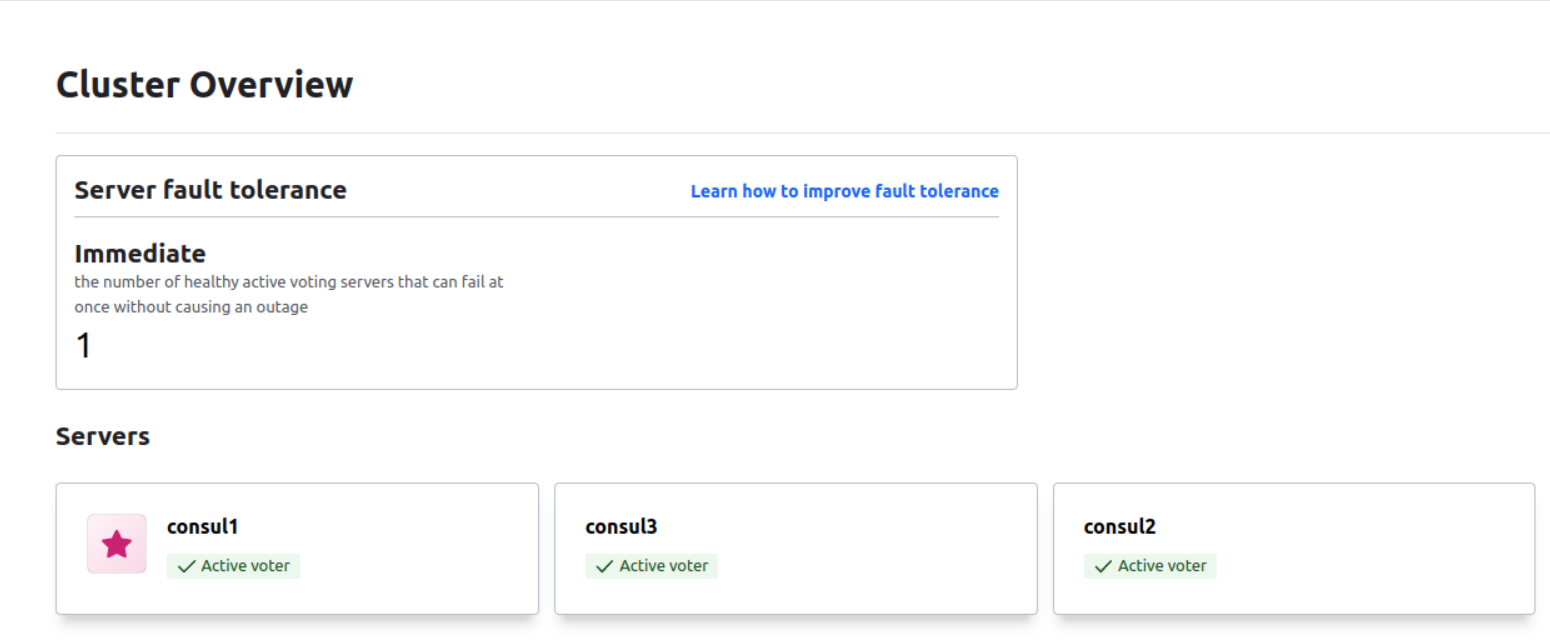 Cluster Overview
Server fault tolerance
Learn how to improve fault tolerance
Immediate
the number of healthy active voting servers that can fail at
once without causing an outage
1
Servers
consul1
Active voter
consul3
Active voter
consul2
Active voter